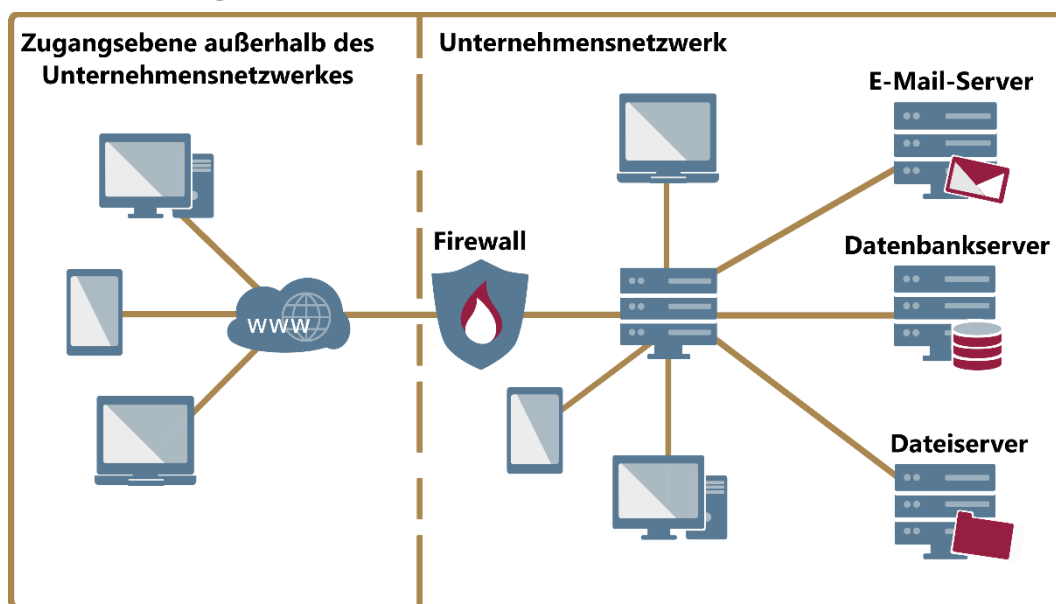 Zugangsebene außerhalb des
Unternehmensnetzwerkes
Unternehmensnetzwerk
E-Mail-Server
Firewall
Datenbankserver
www
Dateiserver